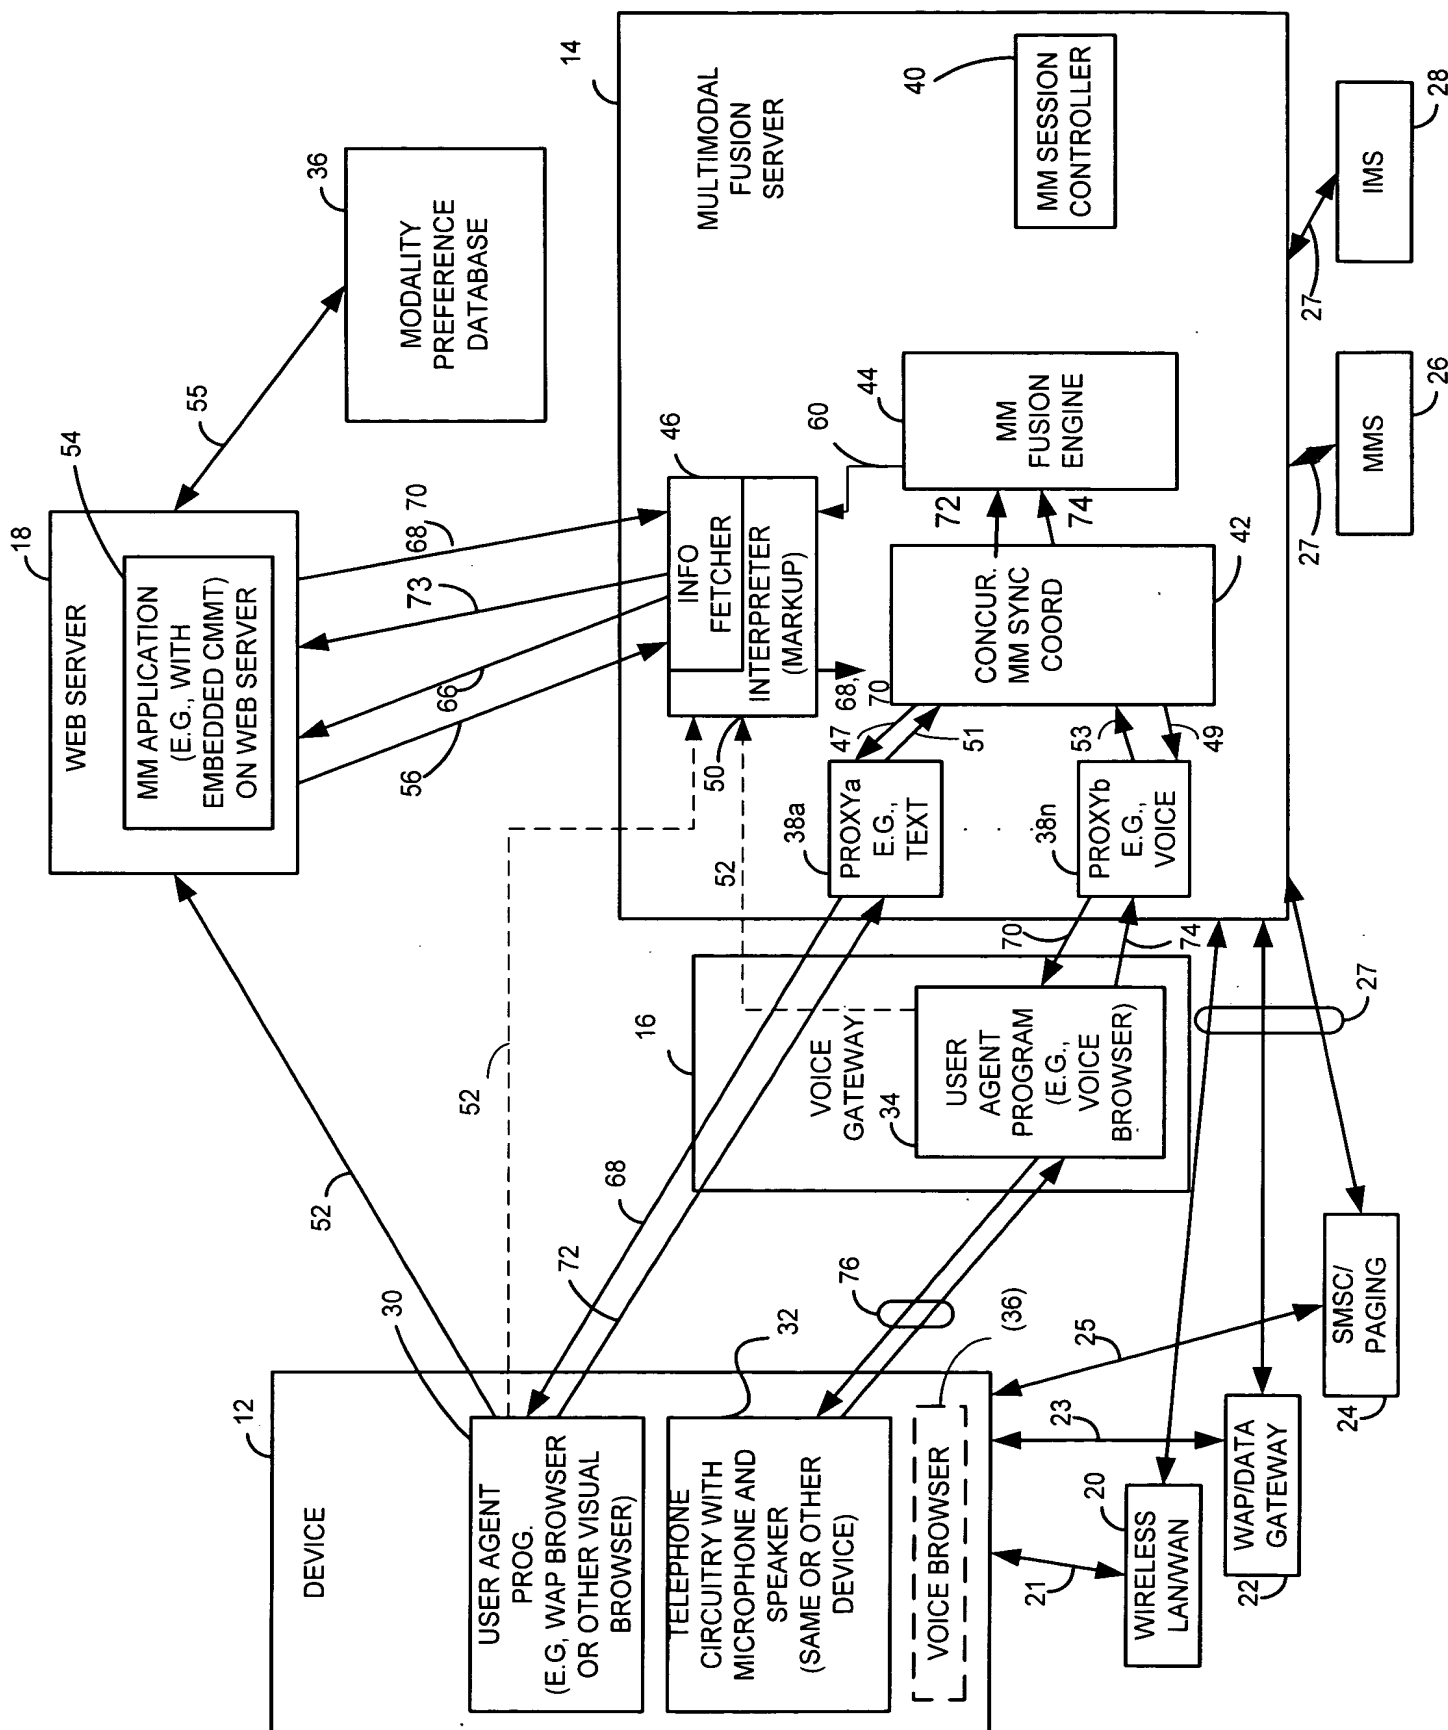 DEVICE
12
USER AGENT
PROG.
(E.G, WAP BROWSER
OR OTHER VISUAL
BROWSER)
30
TELEPHONE
CIRCUITRY WITH
MICROPHONE AND
SPEAKER
(SAME OR OTHER
DEVICE)
32
VOICE BROWSER
(36)
52
52
52
68
72
76
WEB SERVER
18
MM APPLICATION
(E.G., WITH
EMBEDDED CMMT)
ON WEB SERVER
54
55
MODALITY
PREFERENCE
DATABASE
36
56
66
73
68, 70
VOICE
GATEWAY
16
USER
AGENT
PROGRAM
(E.G.,
VOICE
BROWSER)
34
70
74
MULTIMODAL
FUSION
SERVER
14
INFO
FETCHER
46
INTERPRETER
(MARKUP)
50
68,
70
60
PROXYa
E.G.,
TEXT
38a
PROXYb
E.G.,
VOICE
38n
47
51
53
49
CONCUR.
MM SYNC
COORD
42
72
74
MM
FUSION
ENGINE
44
MM SESSION
CONTROLLER
40
WIRELESS
LAN/WAN
20
21
WAP/DATA
GATEWAY
22
23
SMSC/
PAGING
24
25
27
MMS
26
27
IMS
28
27